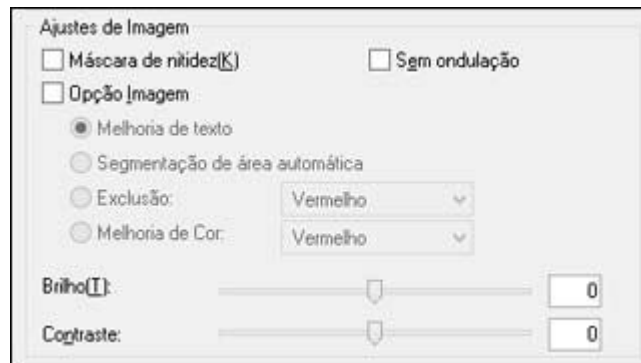 Ajustes de Imagem
Máscara de nitidez(K) Sem ondulação
Opção Imagem
Melhoria de texto
Segmentação de área automática
Exclusão: Vermelho
Melhoria de Cor: Vermelho
Brilho(T): 0
Contraste: 0